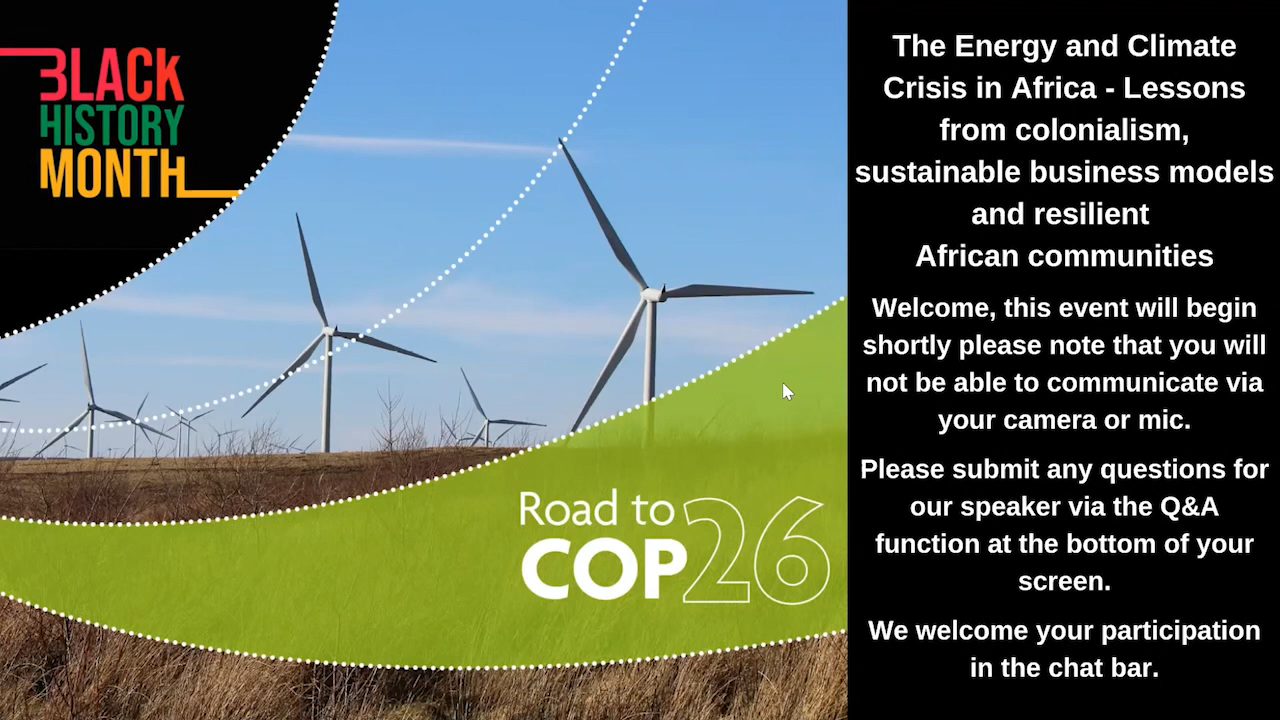 BLACK
HISTORY
MONTH
Road to
COP26
The Energy and Climate
Crisis in Africa - Lessons
from colonialism,
sustainable business models
and resilient
African communities
Welcome, this event will begin
shortly please note that you will
not be able to communicate via
your camera or mic.
Please submit any questions for
our speaker via the Q&A
function at the bottom of your
screen.
We welcome your participation
in the chat bar.